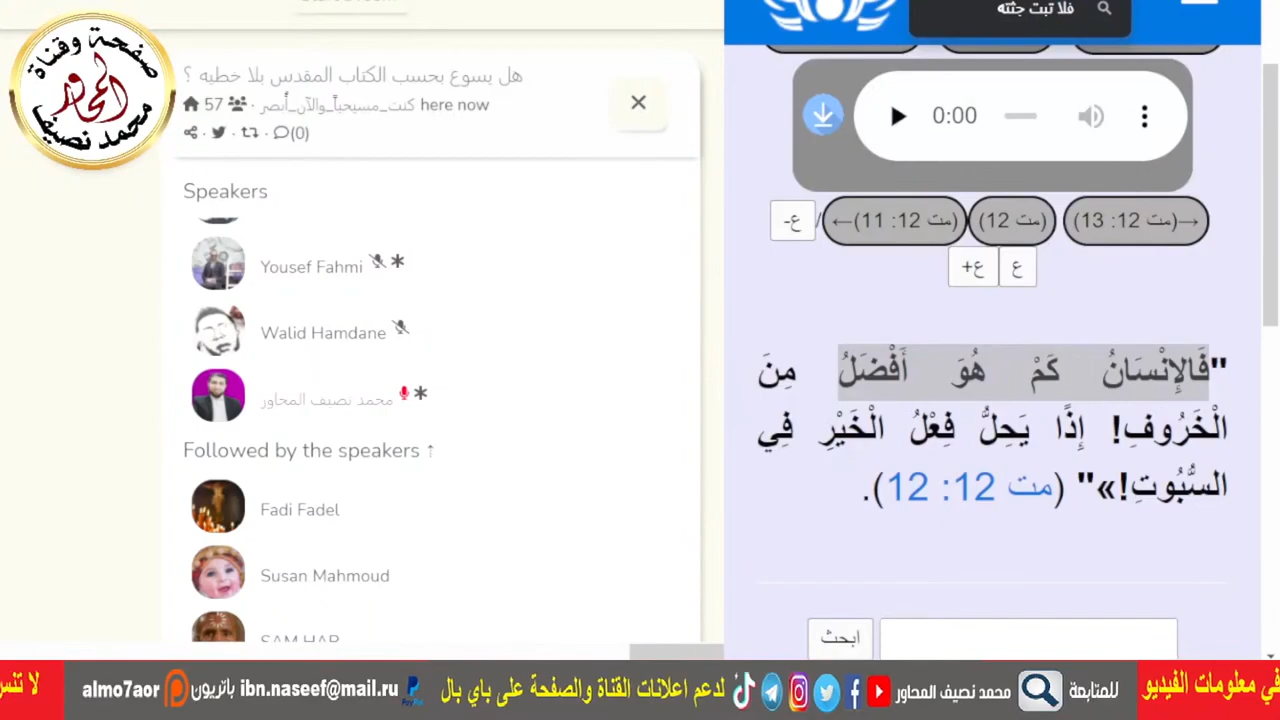 صفحة وقناة
المحاور
محمد نصيف
هل يسوع بحسب الكتاب المقدس بلا خطيه ؟
57 كنت_مسيحياً_والآن_أبصر here now
(0)
Speakers
Yousef Fahmi
Walid Hamdane
محمد نصيف المحاور
Followed by the speakers ↑
Fadi Fadel
Susan Mahmoud
SAM HAB
فلا تبت جثته
0:00
→(مت 12: 13) (مت 12) (مت 12: 11)← / ع-
ع ع+
"فَالإِنْسَانُ كَمْ هُوَ أَفْضَلُ مِنَ
الْخَرُوفِ! إِذًا يَحِلُّ فِعْلُ الْخَيْرِ فِي
السُّبُوتِ!»" (مت 12: 12).
ابحث
في معلومات الفيديو
للمتابعة محمد نصيف المحاور
لدعم اعلانات القناة والصفحة على باي بال PayPal ibn.naseef@mail.ru باتريون almo7aor
لا تنس